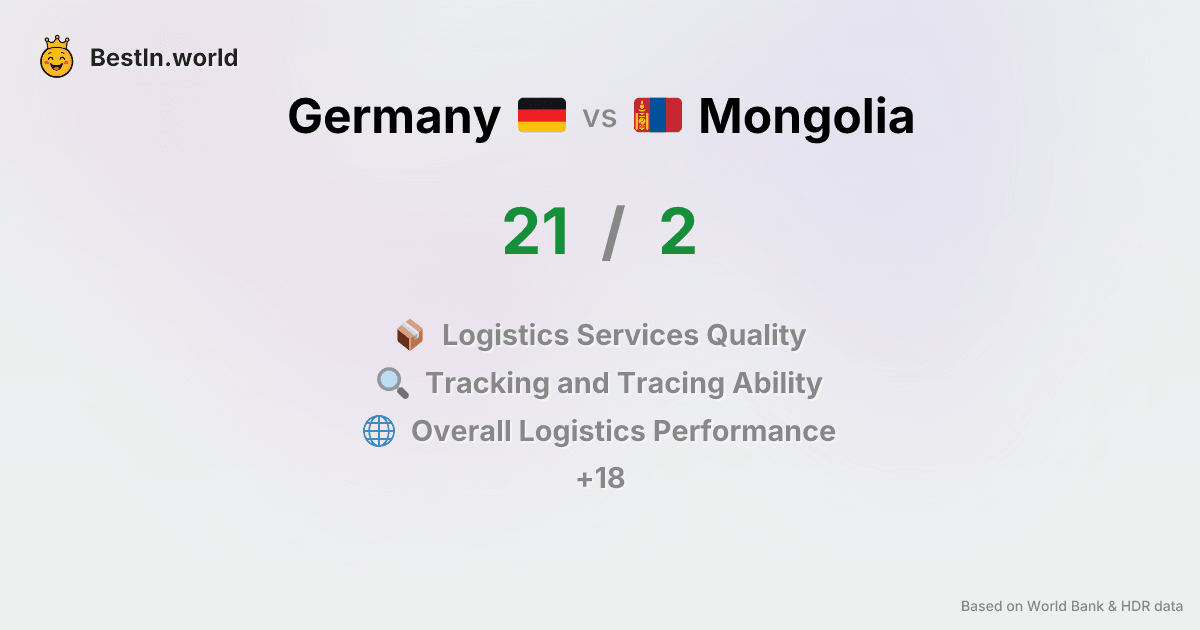 BestIn.world
Germany vs Mongolia
21 / 2
Logistics Services Quality
Tracking and Tracing Ability
Overall Logistics Performance
+18
Based on World Bank & HDR data